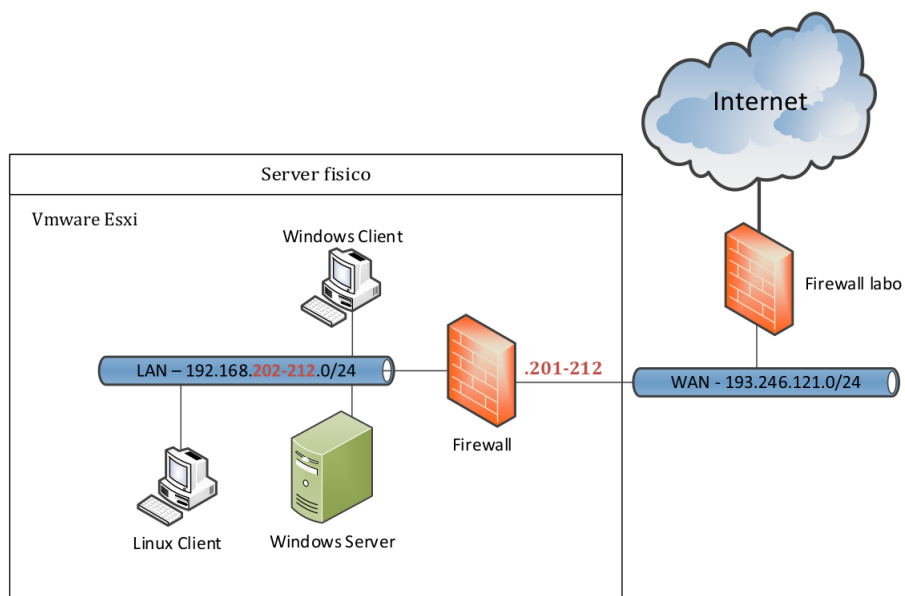 Internet
Server fisico
Vmware Esxi
Windows Client
Firewall labo
LAN – 192.168.202-212.0/24
.201-212
WAN - 193.246.121.0/24
Firewall
Linux Client
Windows Server